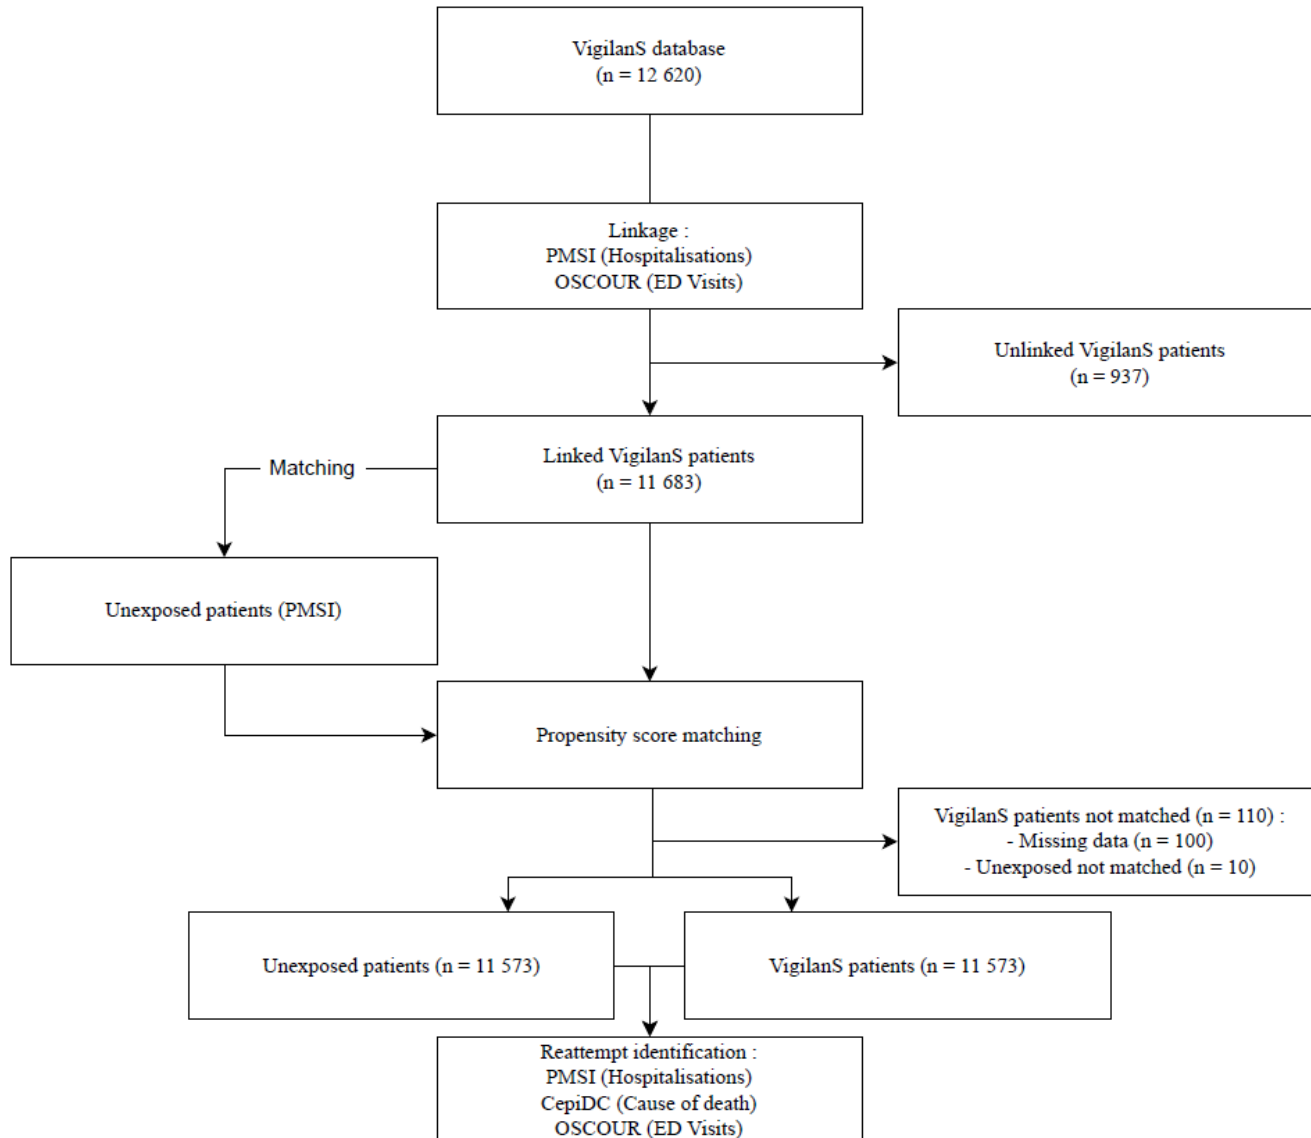 VigilanS database
(n = 12 620)
Linkage :
PMSI (Hospitalisations)
OSCOUR (ED Visits)
Unlinked VigilanS patients
(n = 937)
Linked VigilanS patients
(n = 11 683)
Matching
Unexposed patients (PMSI)
Propensity score matching
VigilanS patients not matched (n = 110) :
- Missing data (n = 100)
- Unexposed not matched (n = 10)
Unexposed patients (n = 11 573)
VigilanS patients (n = 11 573)
Reattempt identification :
PMSI (Hospitalisations)
CepiDC (Cause of death)
OSCOUR (ED Visits)